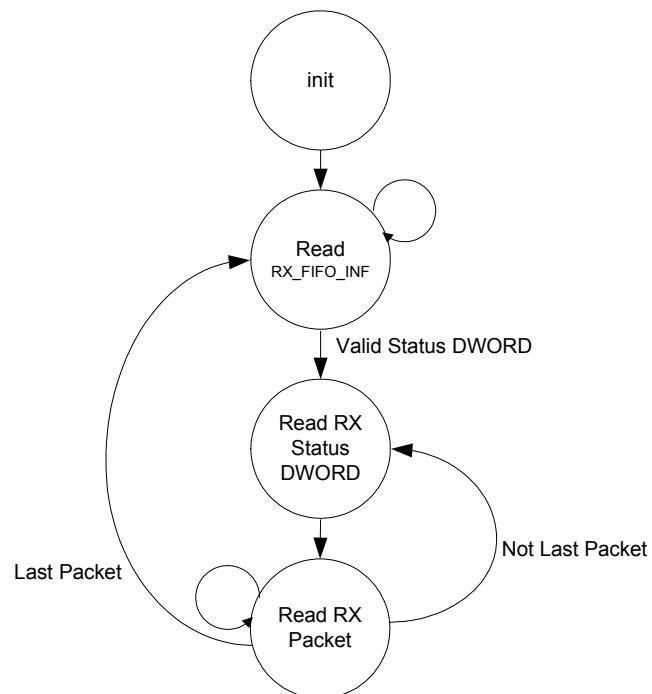 init
Read
RX_FIFO_INF
Valid Status DWORD
Read RX
Status
DWORD
Not Last Packet
Last Packet
Read RX
Packet